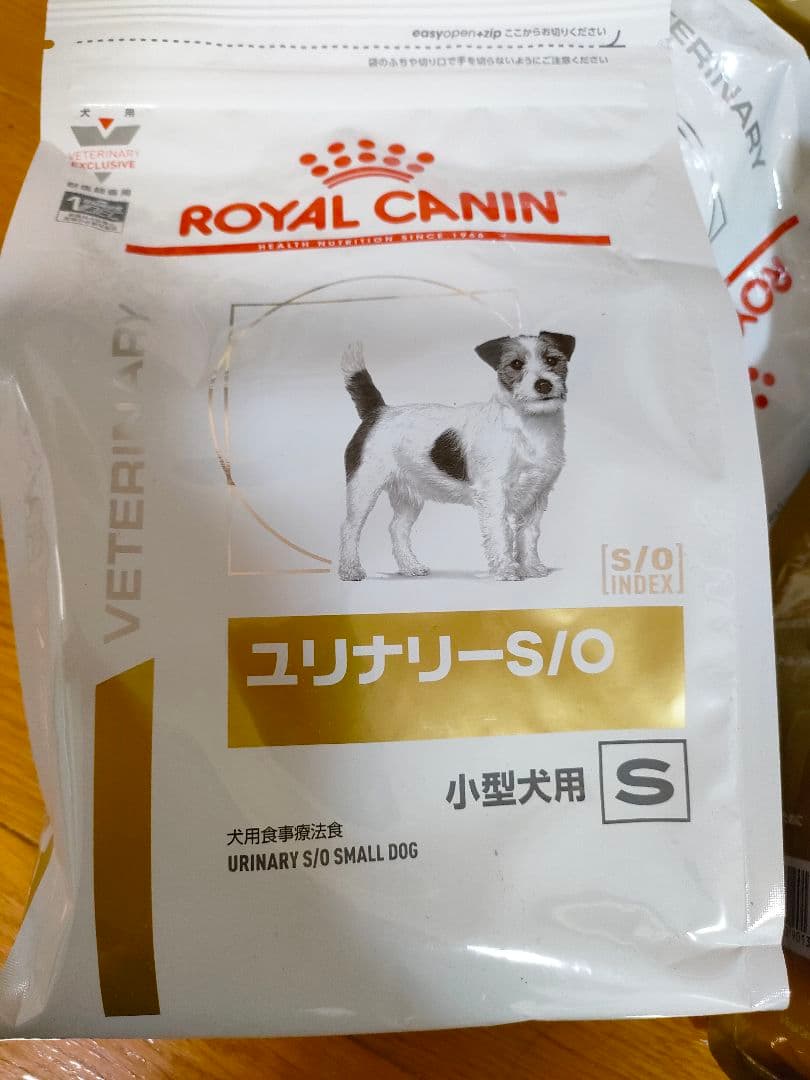 easyopen+zip ここからお切りください
袋のふちや切り口で手を切らないようにご注意ください
犬 用
VETERINARY
EXCLUSIVE
ROYAL CANIN
HEALTH NUTRITION SINCE 1966
VETERINARY
S/O
INDEX
ユリナリーS/O
小型犬用 S
犬用食事療法食
URINARY S/O SMALL DOG